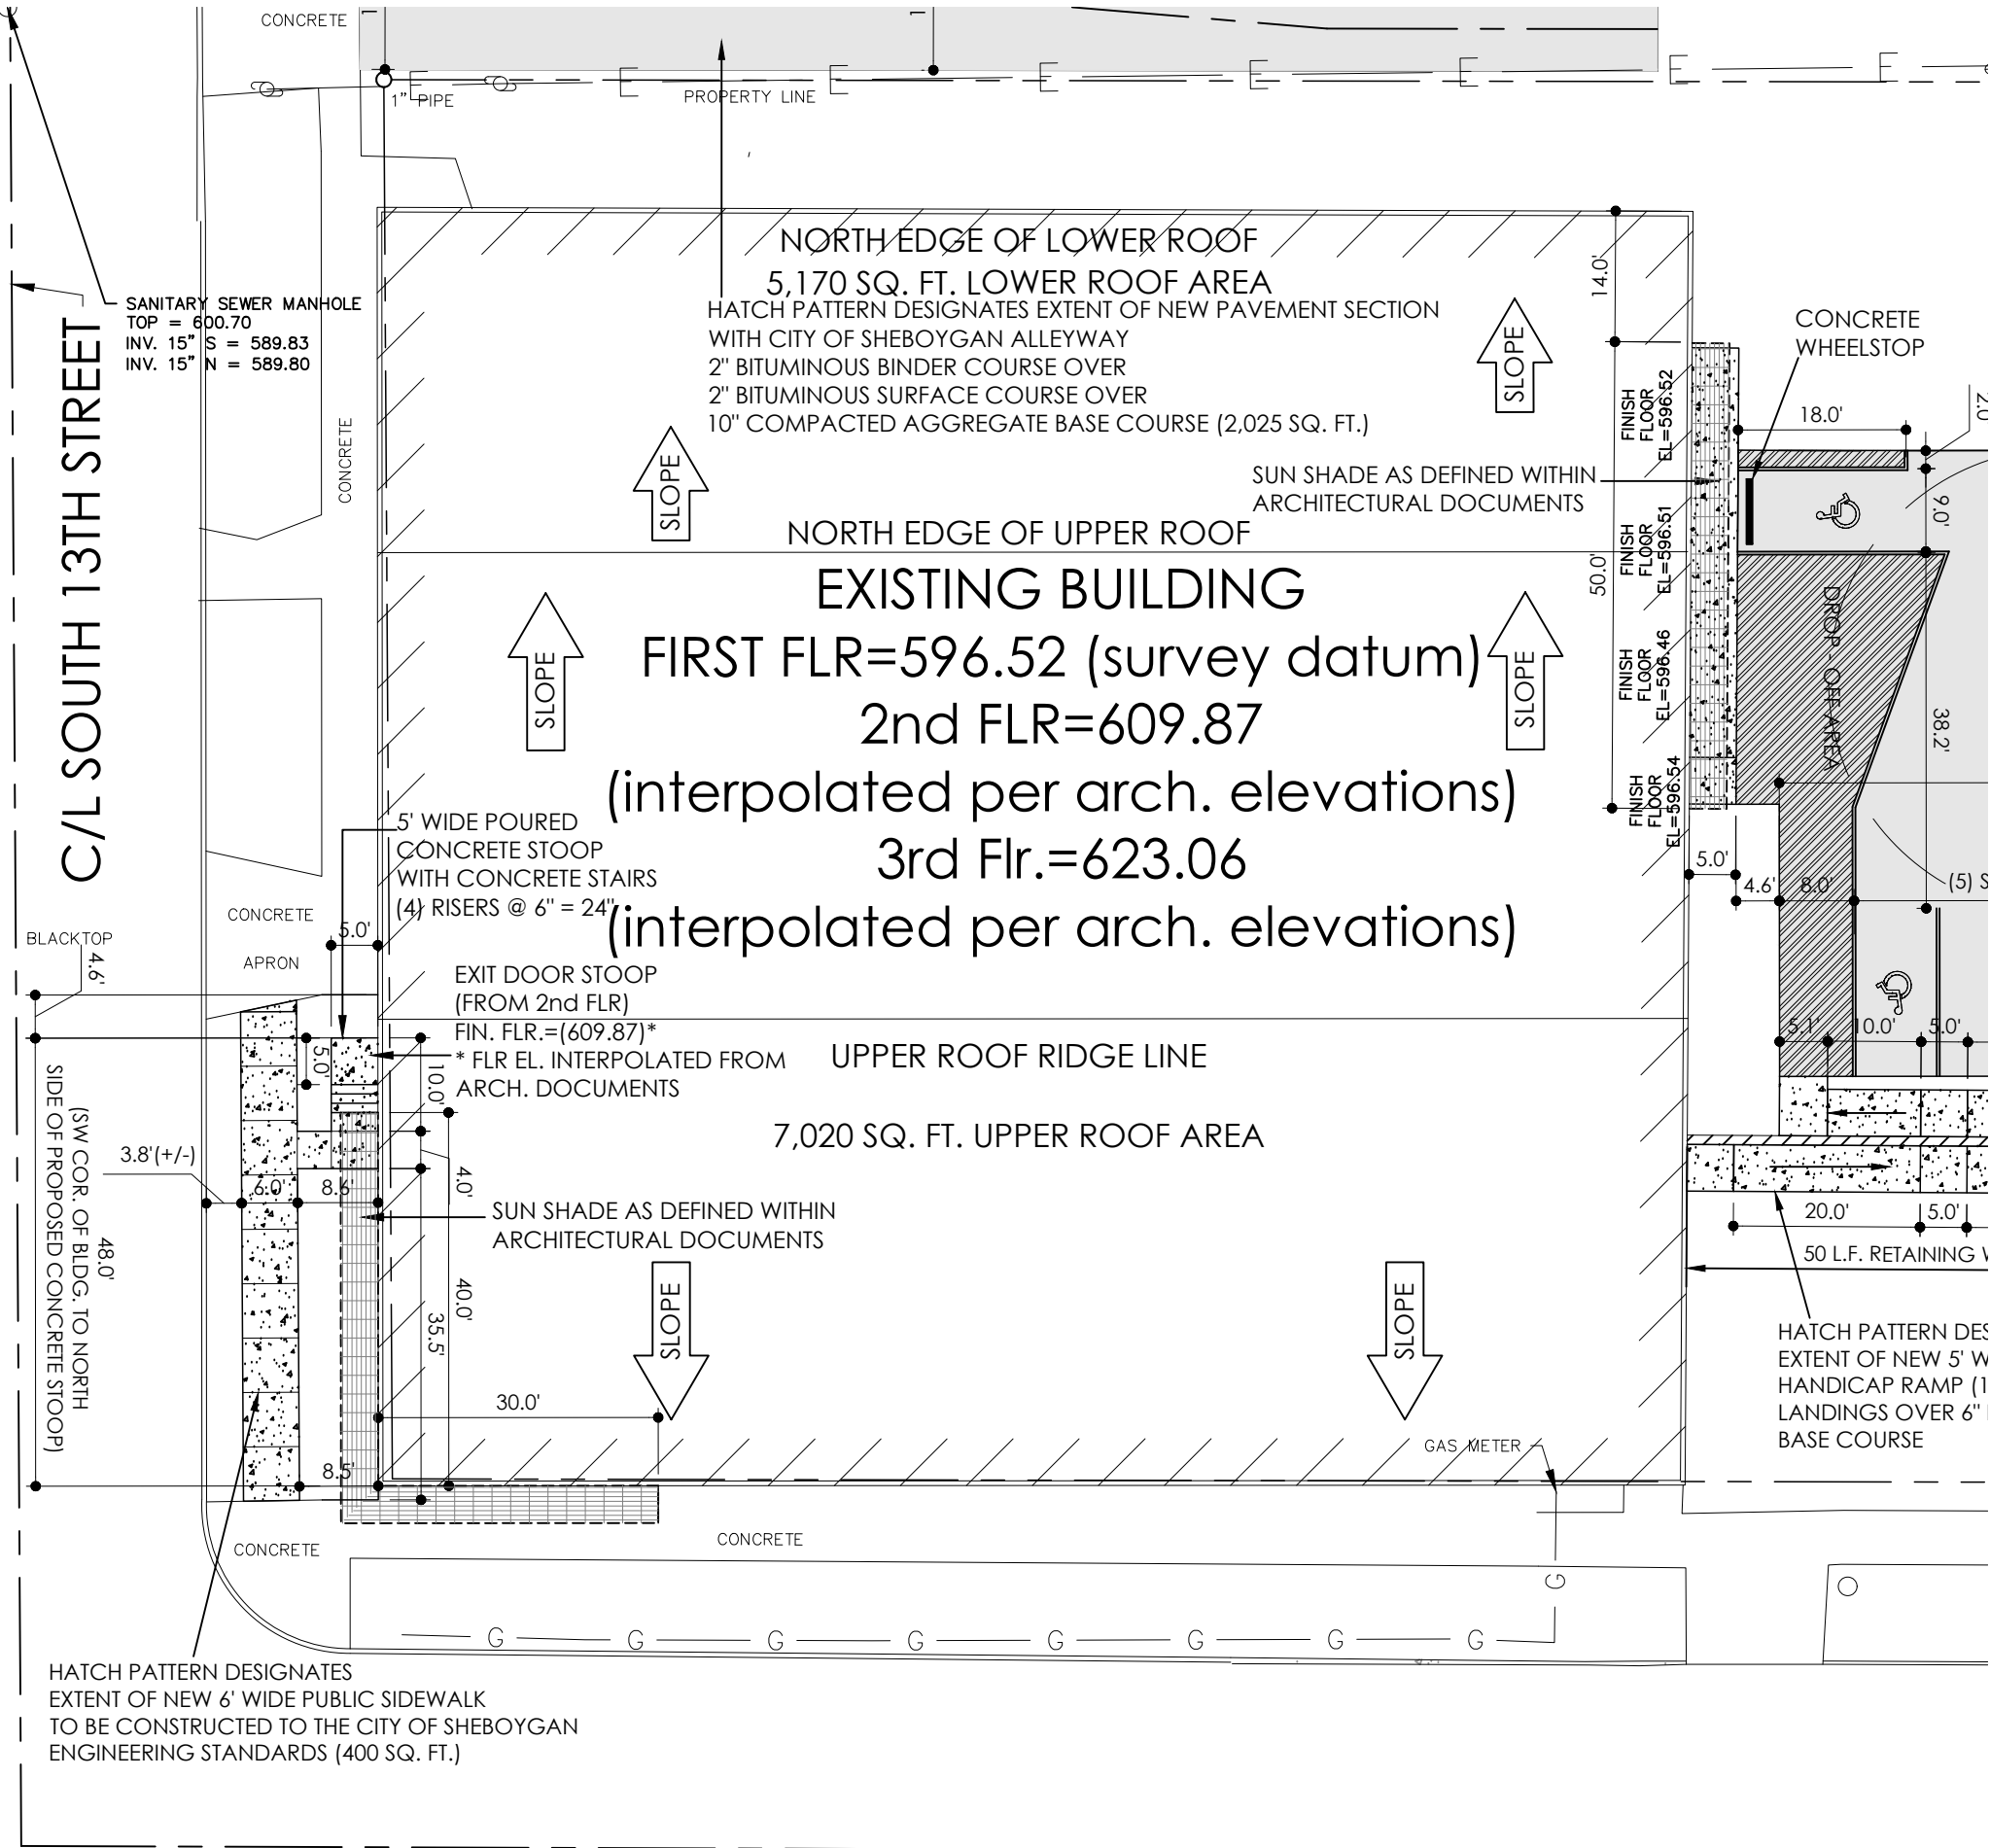 CONCRETE
1
1
1" PIPE
E
E
E
E
E
E
E
E
PROPERTY LINE
NORTH EDGE OF LOWER ROOF
5,170 SQ. FT. LOWER ROOF AREA
HATCH PATTERN DESIGNATES EXTENT OF NEW PAVEMENT SECTION
WITH CITY OF SHEBOYGAN ALLEYWAY
2" BITUMINOUS BINDER COURSE OVER
2" BITUMINOUS SURFACE COURSE OVER
10" COMPACTED AGGREGATE BASE COURSE (2,025 SQ. FT.)
SANITARY SEWER MANHOLE
TOP = 600.70
INV. 15" S = 589.83
INV. 15" N = 589.80
C/L SOUTH 13TH STREET
CONCRETE
SLOPE
SLOPE
14.0'
CONCRETE
WHEELSTOP
18.0'
2.0
9.0'
FINISH
FLOOR
EL=596.52
SUN SHADE AS DEFINED WITHIN
ARCHITECTURAL DOCUMENTS
NORTH EDGE OF UPPER ROOF
FINISH
FLOOR
EL=596.51
50.0'
EXISTING BUILDING
FIRST FLR=596.52 (survey datum)
2nd FLR=609.87
(interpolated per arch. elevations)
3rd Flr.=623.06
(interpolated per arch. elevations)
SLOPE
SLOPE
FINISH
FLOOR
EL=596.46
FINISH
FLOOR
EL=596.54
DROP - OFF AREA
38.2'
5.0'
4.6'
8.0'
(5) S
5' WIDE POURED
CONCRETE STOOP
WITH CONCRETE STAIRS
(4) RISERS @ 6" = 24"
CONCRETE
APRON
BLACKTOP
4.6'
5.0'
EXIT DOOR STOOP
(FROM 2nd FLR)
FIN. FLR.=(609.87)*
* FLR EL. INTERPOLATED FROM
ARCH. DOCUMENTS
UPPER ROOF RIDGE LINE
7,020 SQ. FT. UPPER ROOF AREA
5.0'
10.0'
5.1'
10.0'
5.0'
48.0'
(SW COR. OF BLDG. TO NORTH
SIDE OF PROPOSED CONCRETE STOOP)
3.8'(+/-)
6.0'
8.6'
4.0'
SUN SHADE AS DEFINED WITHIN
ARCHITECTURAL DOCUMENTS
40.0'
35.5'
SLOPE
SLOPE
30.0'
8.5'
20.0'
5.0'
50 L.F. RETAINING
HATCH PATTERN DES
EXTENT OF NEW 5' W
HANDICAP RAMP (1
LANDINGS OVER 6"
BASE COURSE
GAS METER
CONCRETE
CONCRETE
G
G
G
G
G
G
G
G
G
HATCH PATTERN DESIGNATES
EXTENT OF NEW 6' WIDE PUBLIC SIDEWALK
TO BE CONSTRUCTED TO THE CITY OF SHEBOYGAN
ENGINEERING STANDARDS (400 SQ. FT.)